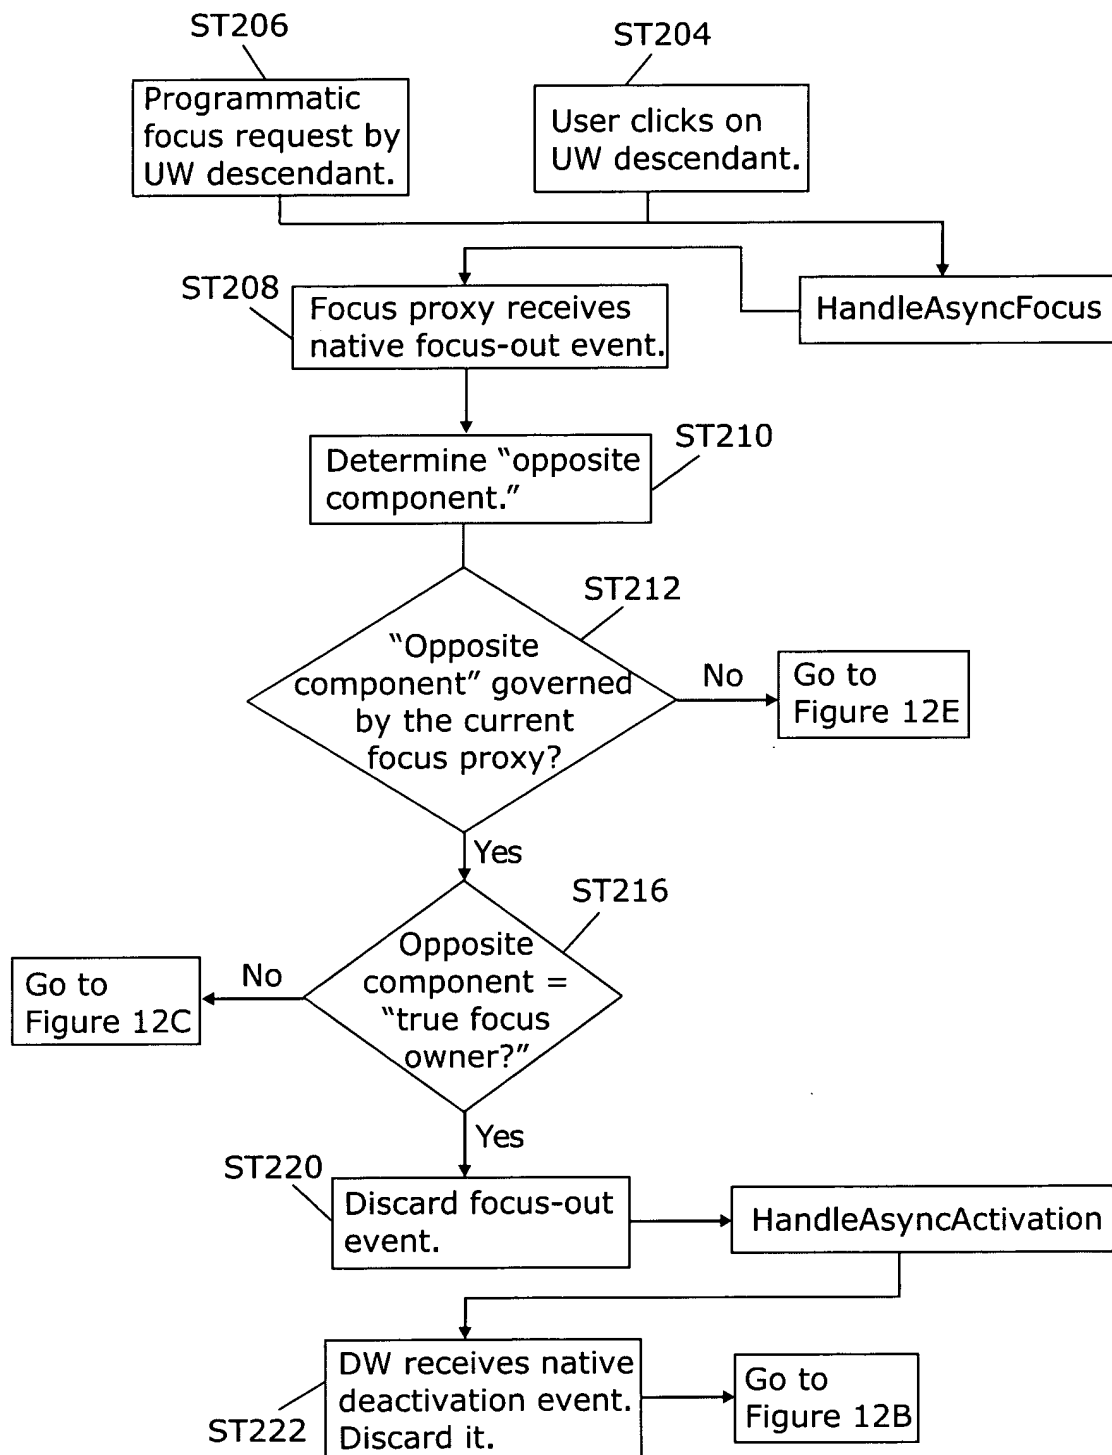 ST206
ST204
Programmatic
focus request by
UW descendant.
User clicks on
UW descendant.
ST208
Focus proxy receives
native focus-out event.
HandleAsyncFocus
ST210
Determine “opposite
component.”
ST212
“Opposite
component” governed
by the current
focus proxy?
No
Go to
Figure 12E
Yes
ST216
Opposite
component =
“true focus
owner?”
No
Go to
Figure 12C
Yes
ST220
Discard focus-out
event.
HandleAsyncActivation
DW receives native
deactivation event.
Discard it.
ST222
Go to
Figure 12B